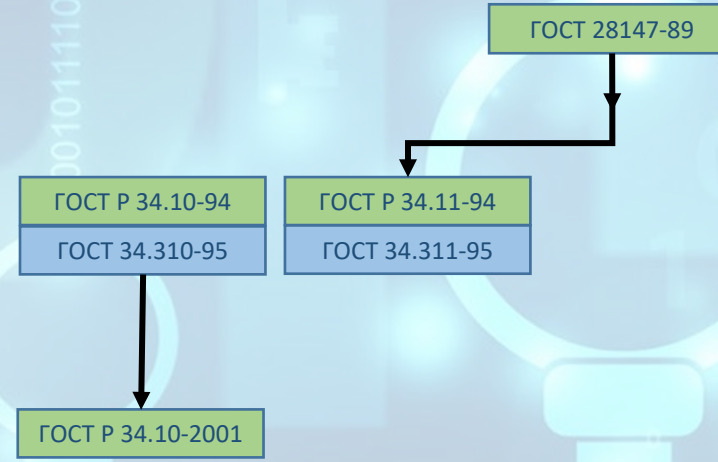 ГОСТ 28147-89
ГОСТ Р 34.10-94
ГОСТ 34.310-95
ГОСТ Р 34.11-94
ГОСТ 34.311-95
ГОСТ Р 34.10-2001